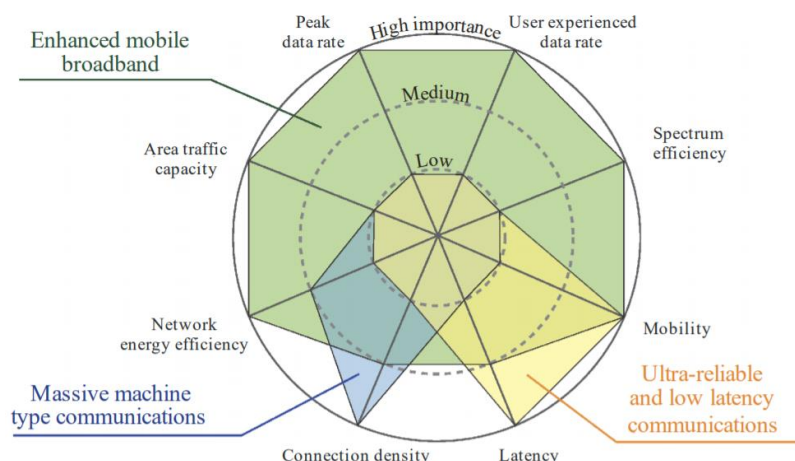 Peak
data rate
High importance
User experienced
data rate
Enhanced mobile
broadband
Medium
Area traffic
capacity
Low
Spectrum
efficiency
Network
energy efficiency
Mobility
Massive machine
type communications
Ultra-reliable
and low latency
communications
Connection density
Latency